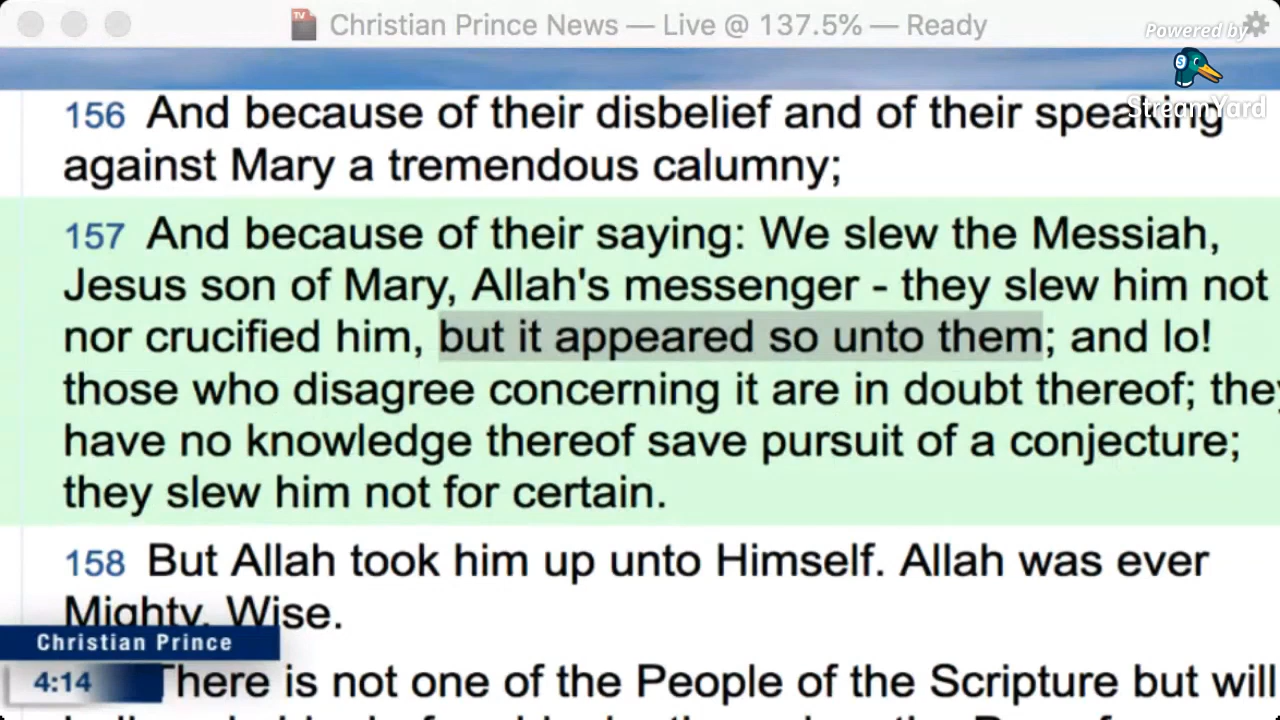 TV
Christian Prince News — Live @ 137.5% — Ready
Powered by
S
StreamYard
156 And because of their disbelief and of their speaking
against Mary a tremendous calumny;
157 And because of their saying: We slew the Messiah,
Jesus son of Mary, Allah's messenger - they slew him not
nor crucified him, but it appeared so unto them; and lo!
those who disagree concerning it are in doubt thereof; they
have no knowledge thereof save pursuit of a conjecture;
they slew him not for certain.
158 But Allah took him up unto Himself. Allah was ever
Mighty, Wise.
Christian Prince
4:14
There is not one of the People of the Scripture but will